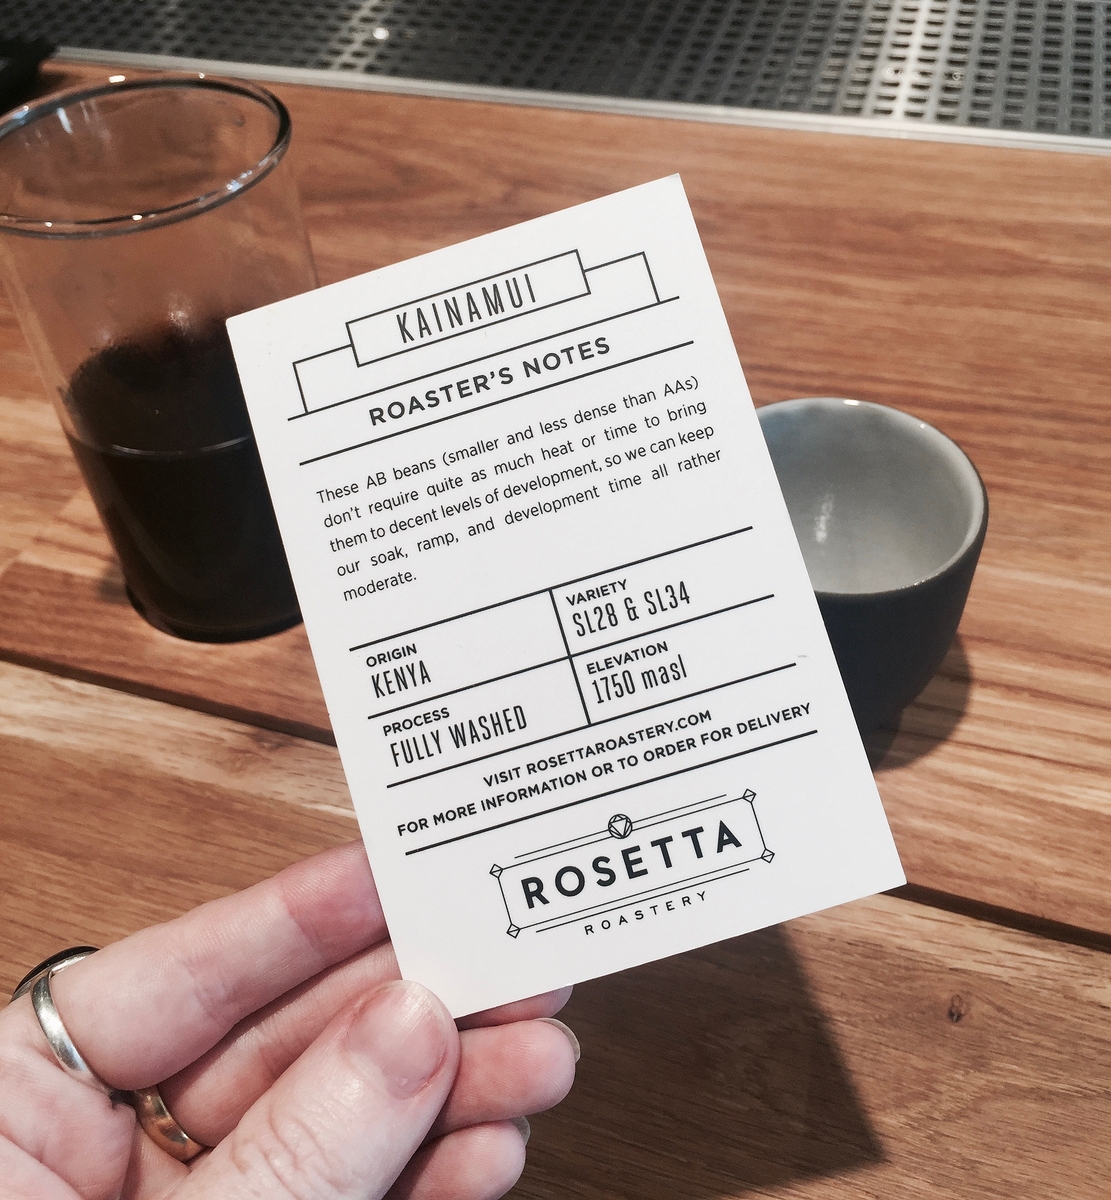 KAINAMUI
ROASTER'S NOTES
These AB beans (smaller and less dense than AAs)
don't require quite as much heat or time to bring
them to decent levels of development, so we can keep
our soak, ramp, and development time all rather
moderate.
ORIGIN
KENYA
VARIETY
SL28 & SL34
PROCESS
FULLY WASHED
ELEVATION
1750 masl
VISIT ROSETTAROASTERY.COM
FOR MORE INFORMATION OR TO ORDER FOR DELIVERY
ROSETTA
ROASTERY